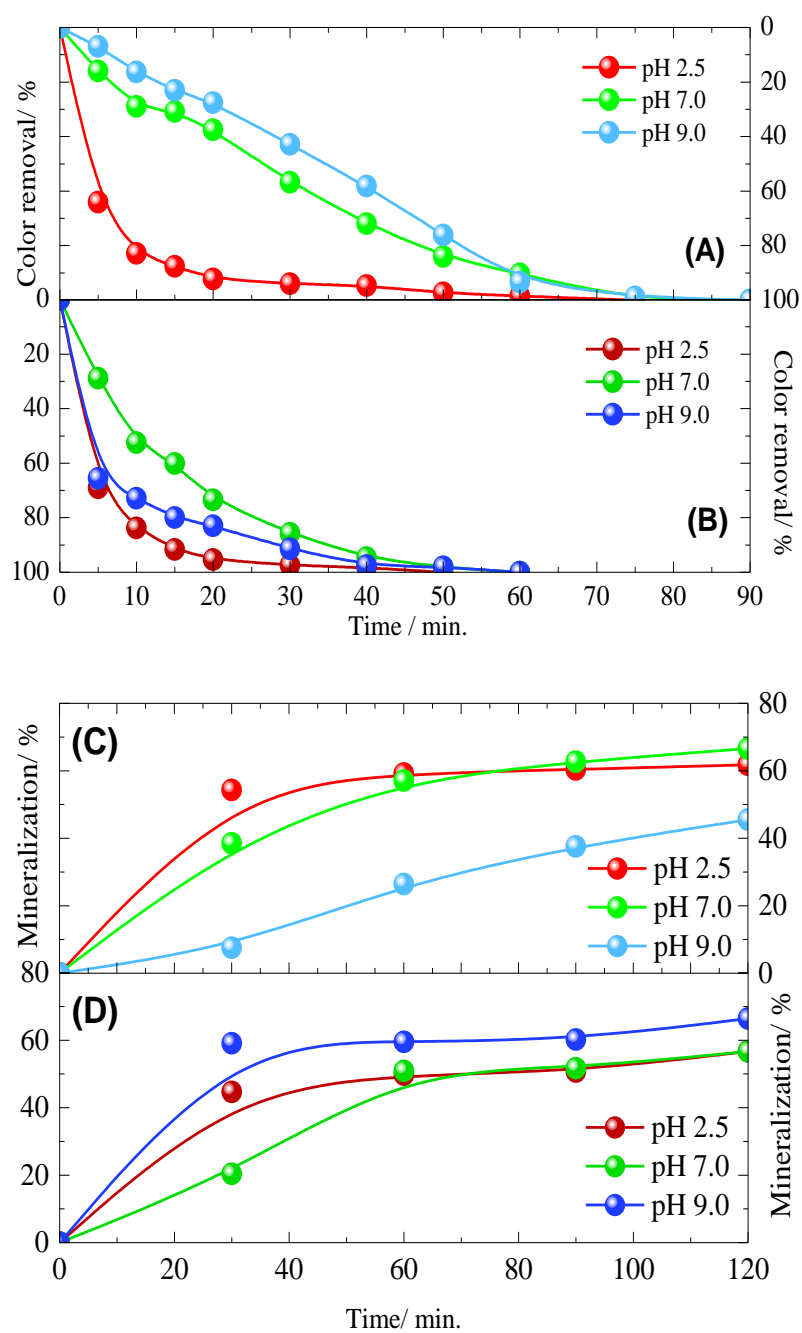 0
20
40
60
80
100
Color removal/ %
pH 2.5
pH 7.0
pH 9.0
(A)
0
20
40
60
80
100
Color removal/ %
pH 2.5
pH 7.0
pH 9.0
(B)
0 10 20 30 40 50 60 70 80 90
Time / min.
80
60
40
20
0
Mineralization/ %
(C)
pH 2.5
pH 7.0
pH 9.0
80
60
40
20
0
Mineralization/ %
(D)
pH 2.5
pH 7.0
pH 9.0
0 20 40 60 80 100 120
Time/ min.